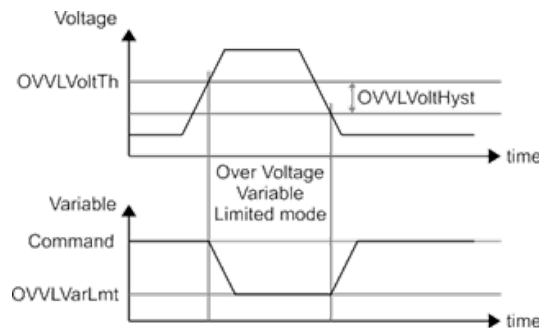 Voltage
OVVLVoltTh
OVVLVoltHyst
time
Over Voltage
Variable
Limited mode
Variable
Command
OVVLVarLmt
time